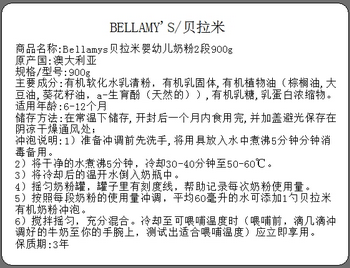 BELLAMY'S/贝拉米
商品名称:Bellamys贝拉米婴幼儿奶粉2段900g
原产国:澳大利亚
规格/型号:900g
主要成分:有机软化水乳清粉，有机乳固体,有机植物油（棕榈油,大
豆油，葵花籽油，a-生育酚（天然的））,有机乳糖,乳蛋白浓缩物。
适用年龄:6-12个月
储存方法:在常温下储存,开封后一个月内食用完,并加盖避光保存在
阴凉干燥通风处;
冲泡说明:1）准备冲调前先洗手,将用具放入水中煮沸5分钟分钟消
毒备用。
2）将干净的水煮沸5分钟，冷却30-40分钟至50-60℃。
3）将冷却后的温开水倒入奶瓶中。
4）摇匀奶粉罐，罐子里有刻度线，帮助记录每次奶粉使用量。
5）按照每段奶粉的使用量冲调，平均60毫升的水可添加1勺贝拉米
有机奶粉冲泡。
6）搅拌摇匀，充分混合。冷却至可喂哺温度时（喂哺前，滴几滴冲
调好的牛奶至你的手腕上，测试出适合喂哺温度）应立即享用。
保质期:3年